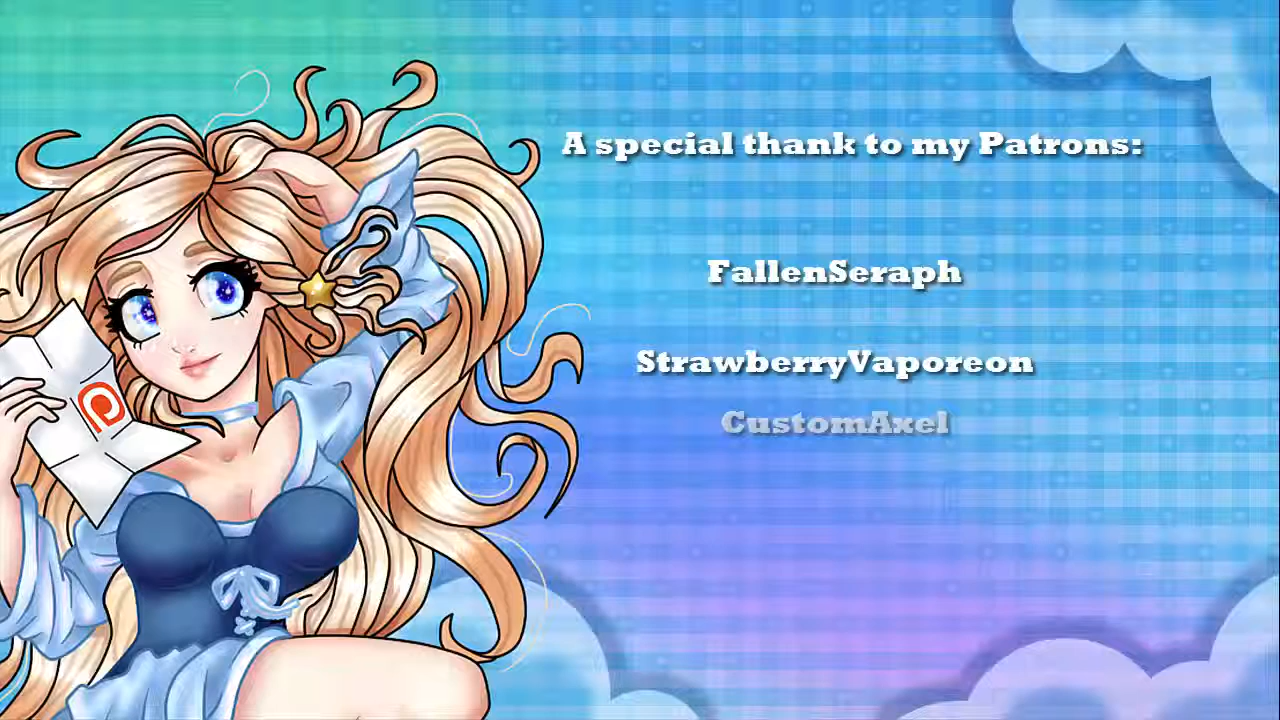 A special thank to my Patrons:
FallenSeraph
StrawberryVaporeon
CustomAxel